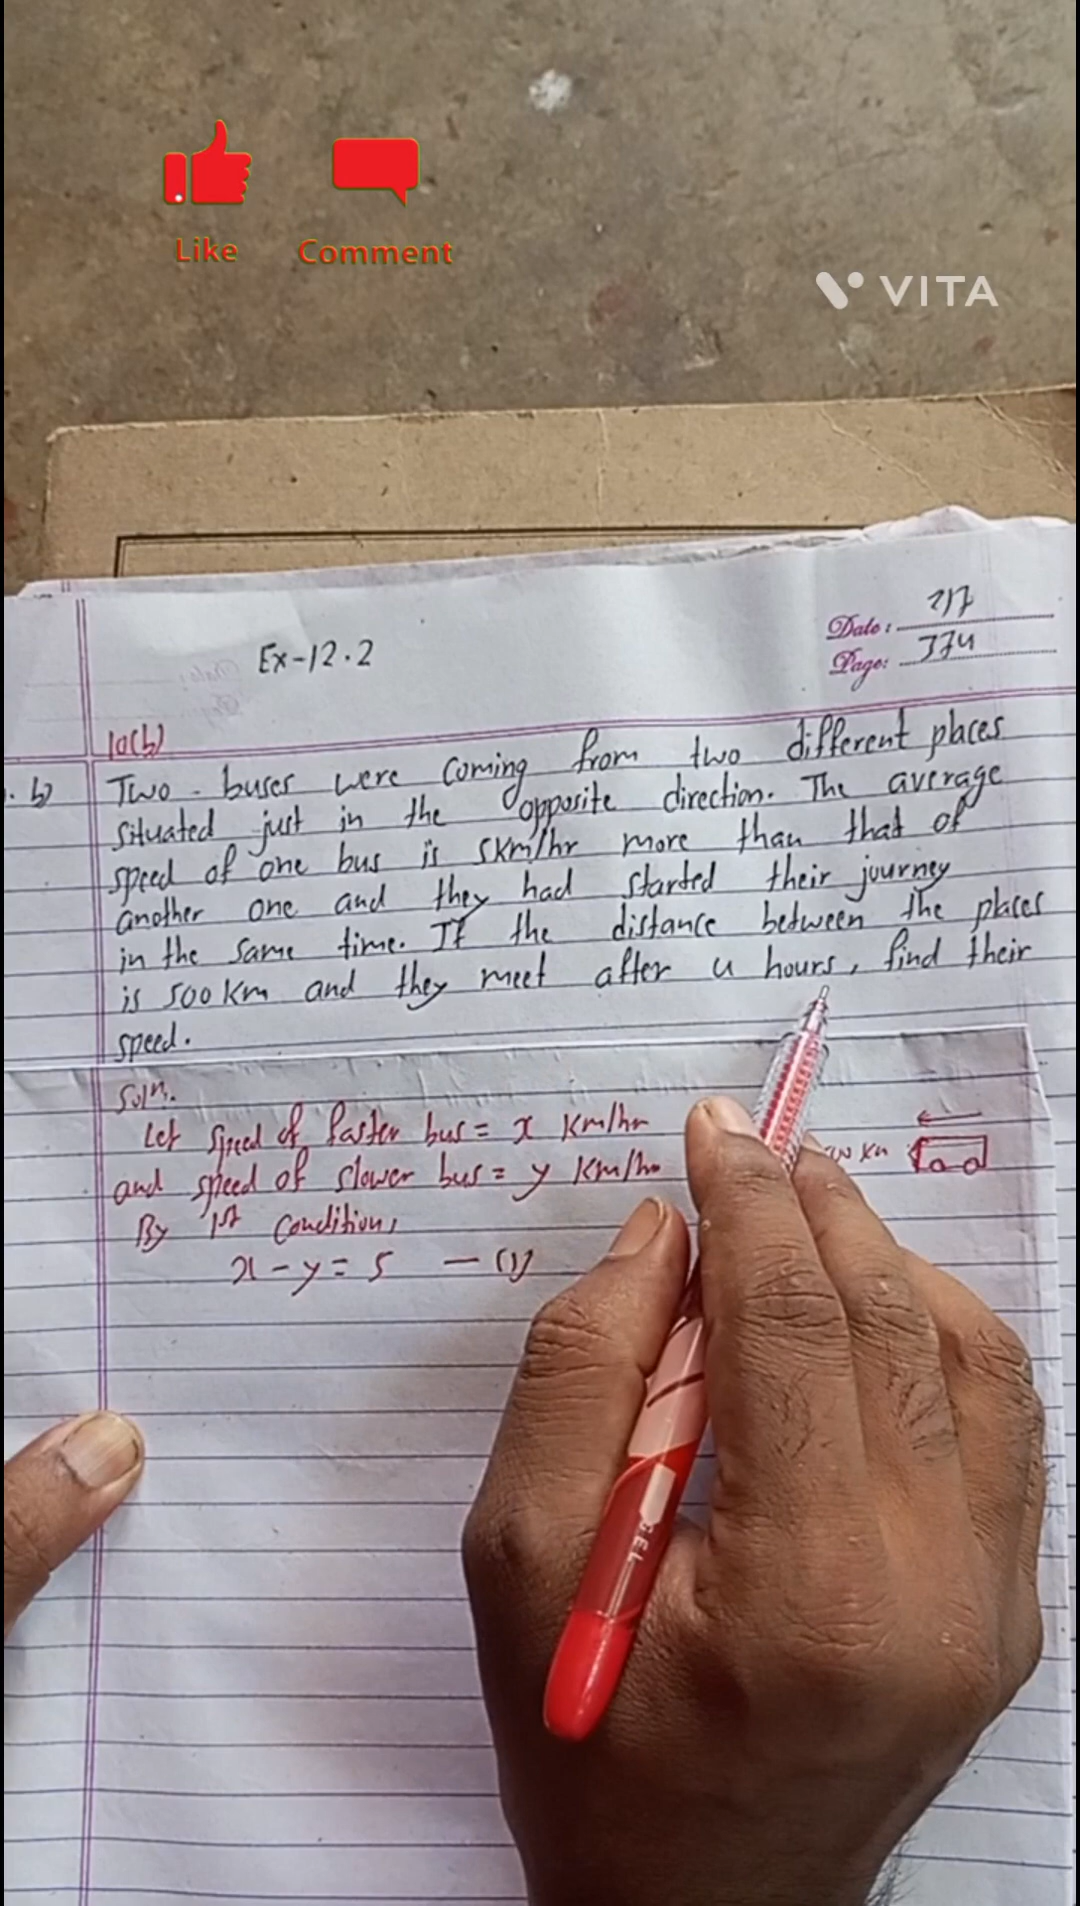 Like Comment
VITA
Ex-12.2
Date: 217
Page: 374
10(b)
b) Two buses were coming from two different places
situated just in the opposite direction. The average
speed of one bus is 5km/hr more than that of
another one and they had started their journey
in the same time. If the distance between the places
is 500 Km and they meet after 4 hours, find their
speed.
Soln.
Let speed of faster bus = x Km/hr
and speed of slower bus = y Km/hr
By 1st Condition,
x - y = 5 — (1)